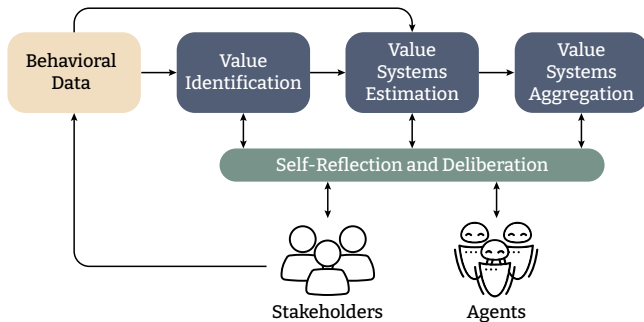 Behavioral
Data
Value
Identification
Value
Systems
Estimation
Value
Systems
Aggregation
Self-Reflection and Deliberation
Stakeholders
Agents